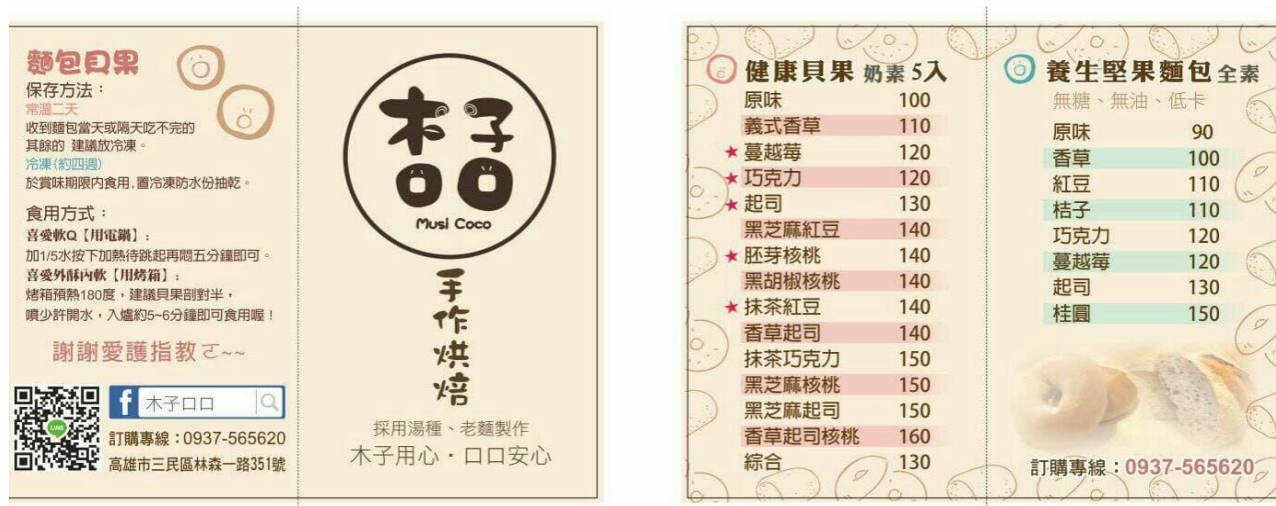 麵包貝果
保存方法：
常溫二天
收到麵包當天或隔天吃不完的
其餘的 建議放冷凍。
冷凍(約四週)
於賞味期限內食用,置冷凍防水份抽乾。
食用方式：
喜愛軟Q【用電鍋】:
加1/5水按下加熱待跳起再悶五分鐘即可。
喜愛外酥內軟【用烤箱】:
烤箱預熱180度，建議貝果剖對半，
噴少許開水，入爐約5~6分鐘即可食用喔！
謝謝愛護指教ㄛ~~
LINE
f 木子口口
訂購專線：0937-565620
高雄市三民區林森一路351號
木子
口口
Musi Coco
手作烘焙
採用湯種、老麵製作
木子用心・口口安心
健康貝果 奶素 5入
原味 100
義式香草 110
★蔓越莓 120
★巧克力 120
★起司 130
黑芝麻紅豆 140
★胚芽核桃 140
黑胡椒核桃 140
★抹茶紅豆 140
香草起司 140
抹茶巧克力 150
黑芝麻核桃 150
黑芝麻起司 150
香草起司核桃 160
綜合 130
養生堅果麵包 全素
無糖、無油、低卡
原味 90
香草 100
紅豆 110
桔子 110
巧克力 120
蔓越莓 120
起司 130
桂圓 150
訂購專線：0937-565620